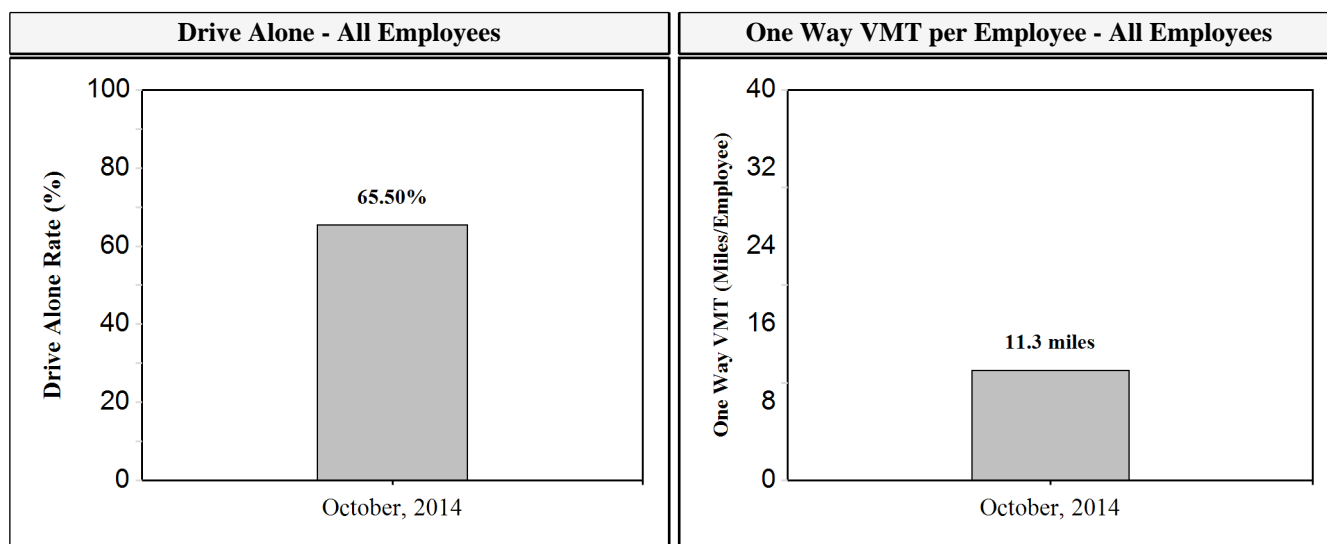 Drive Alone - All Employees
One Way VMT per Employee - All Employees
Drive Alone Rate (%)
100
80
60
40
20
0
65.50%
October, 2014
One Way VMT (Miles/Employee)
40
32
24
16
8
0
11.3 miles
October, 2014